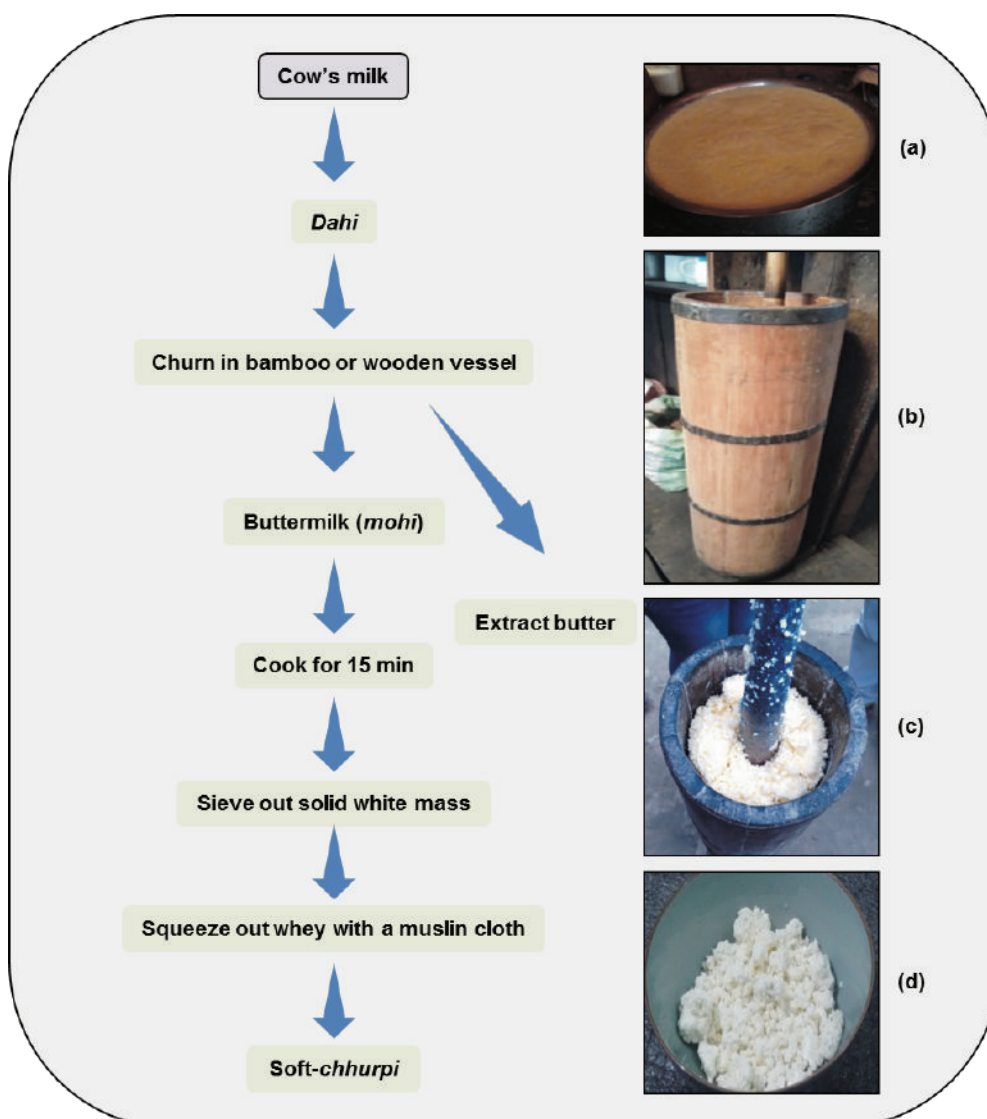 Cow's milk
Dahi
Churn in bamboo or wooden vessel
Buttermilk (mohi)
Extract butter
Cook for 15 min
Sieve out solid white mass
Squeeze out whey with a muslin cloth
Soft-chhurpi
(a)
(b)
(c)
(d)